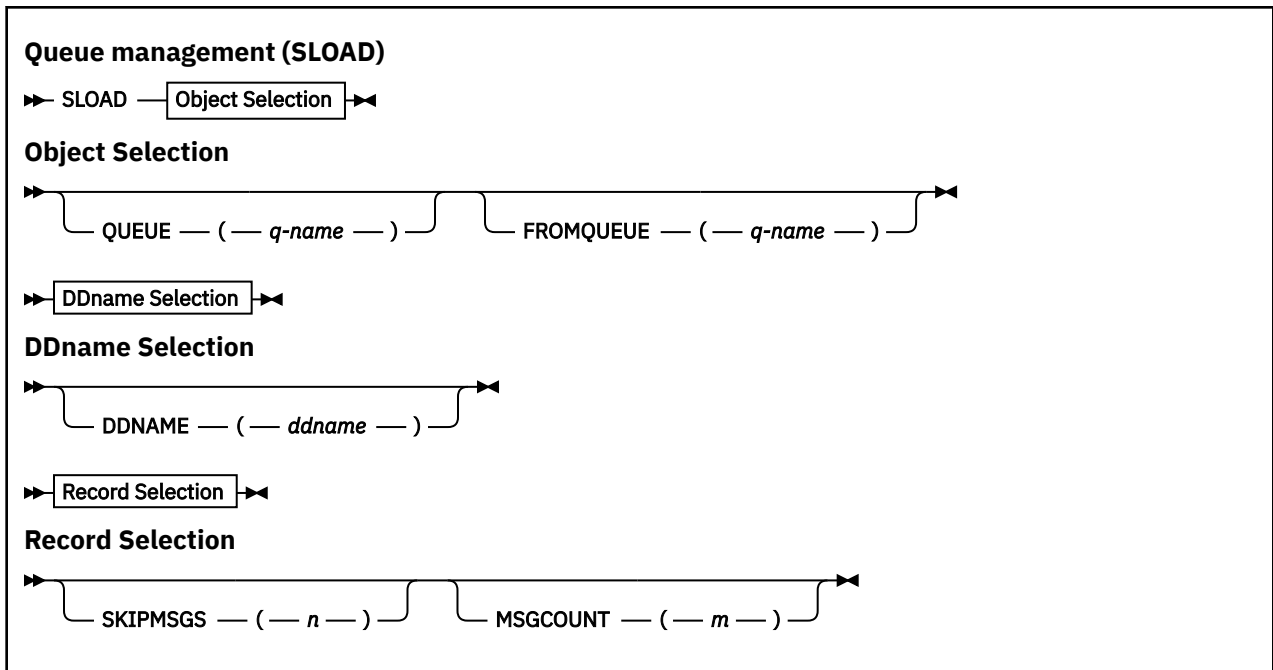 Queue management (SLOAD)
SLOAD Object Selection
Object Selection
QUEUE ( q-name ) FROMQUEUE ( q-name )
DDname Selection
DDname Selection
DDNAME ( ddname )
Record Selection
Record Selection
SKIPMSGS ( n ) MSGCOUNT ( m )